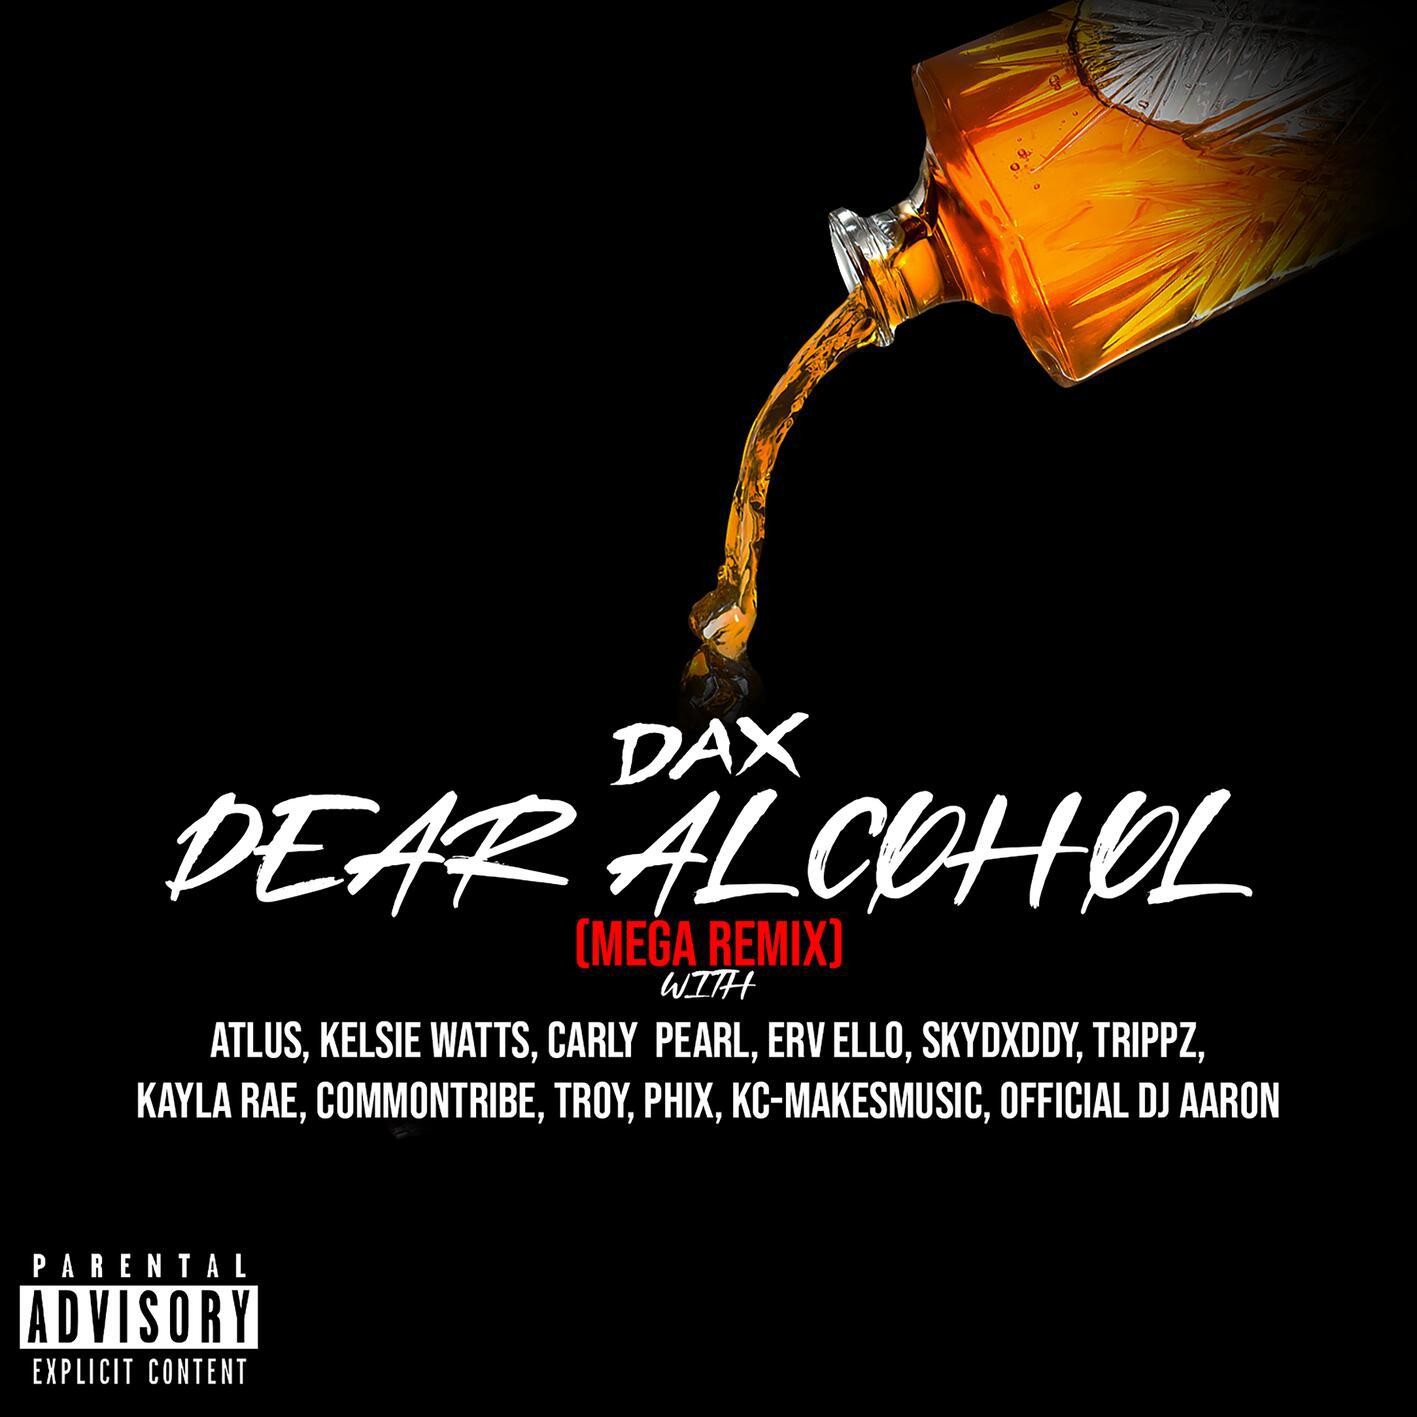 DAX
DEAR ALCOHOL
(MEGA REMIX)
WITH
ATLUS, KELSIE WATTS, CARLY PEARL, ERV ELLO, SKYDXDDY, TRIPPZ,
KAYLA RAE, COMMONTRIBE, TROY, PHIX, KC-MAKESMUSIC, OFFICIAL DJ AARON
PARENTAL
ADVISORY
EXPLICIT CONTENT